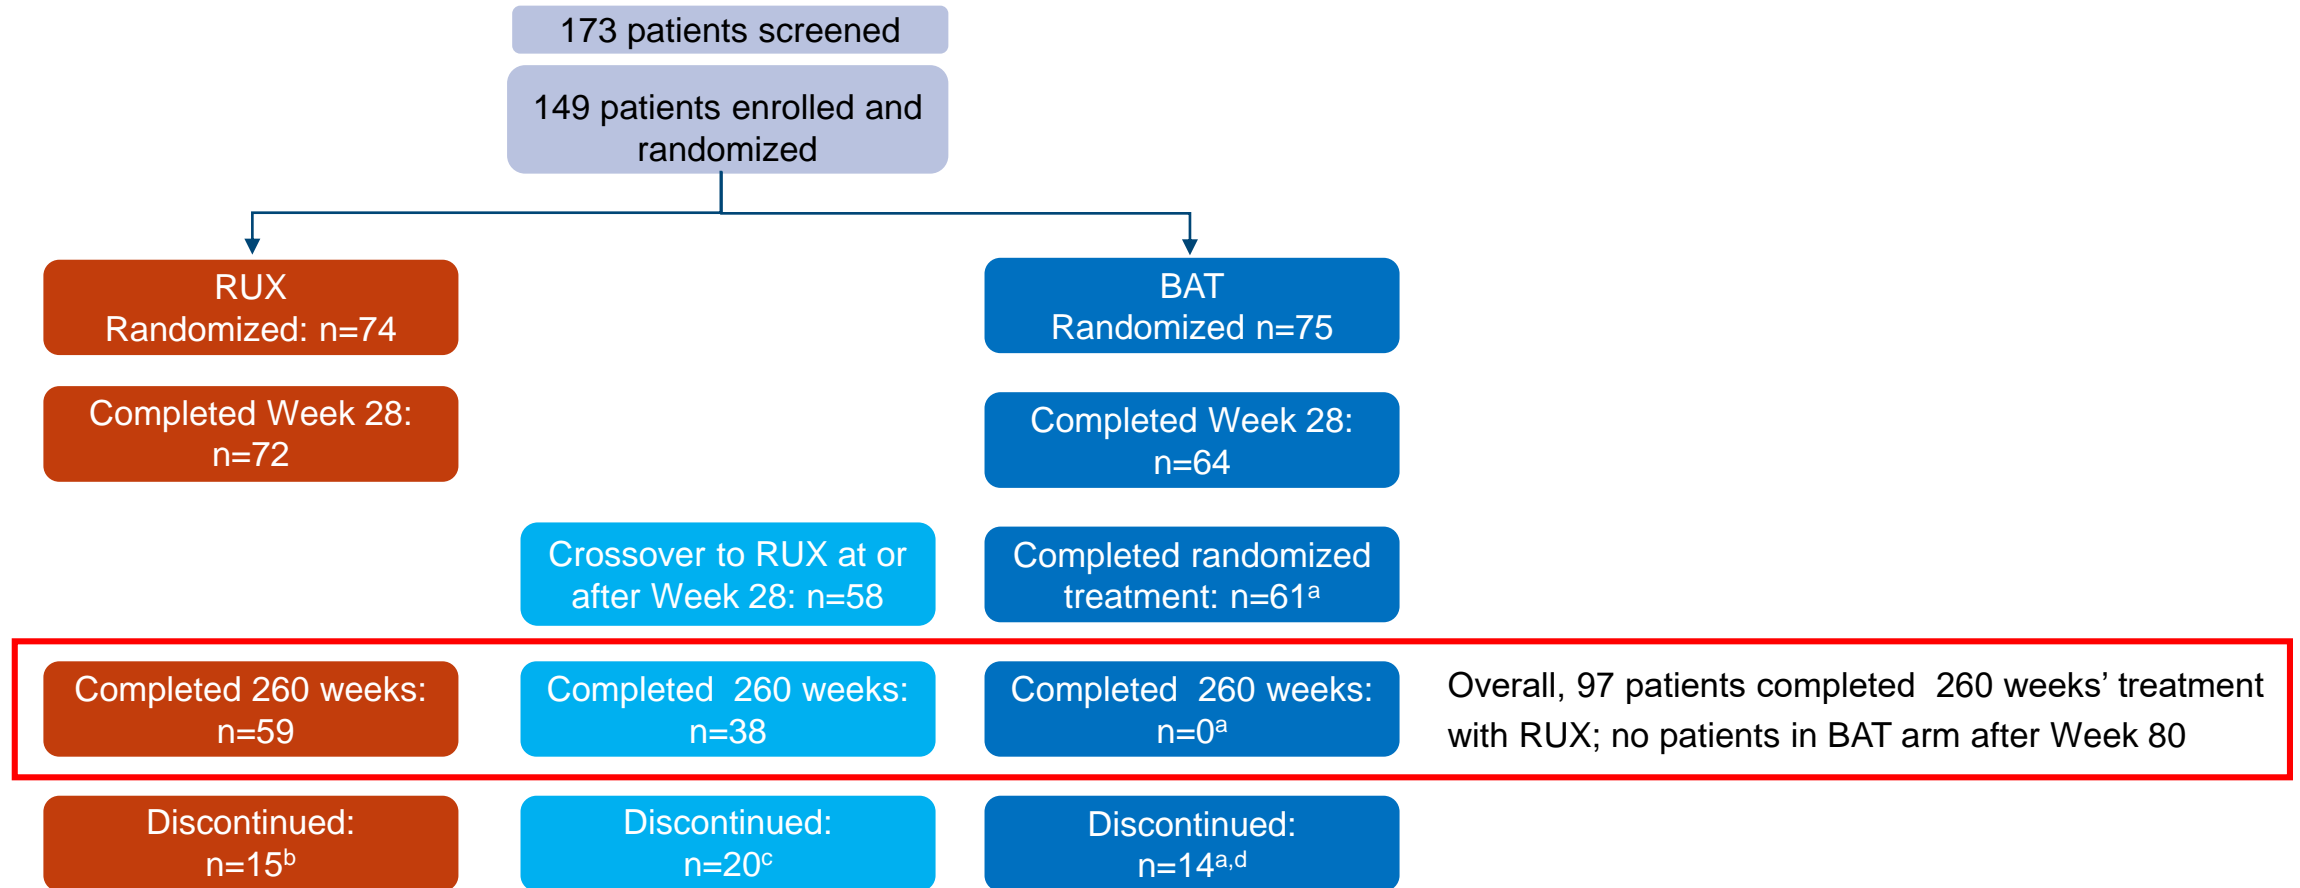 173 patients screened
149 patients enrolled and
randomized
RUX
Randomized: n=74
BAT
Randomized n=75
Completed Week 28:
n=72
Completed Week 28:
n=64
Crossover to RUX at or
after Week 28: n=58
Completed randomized
treatment: n=61ᵃ
Completed 260 weeks:
n=59
Completed 260 weeks:
n=38
Completed 260 weeks:
n=0ᵃ
Overall, 97 patients completed 260 weeks’ treatment
with RUX; no patients in BAT arm after Week 80
Discontinued:
n=15ᵇ
Discontinued:
n=20ᶜ
Discontinued:
n=14ᵃ,ᵈ